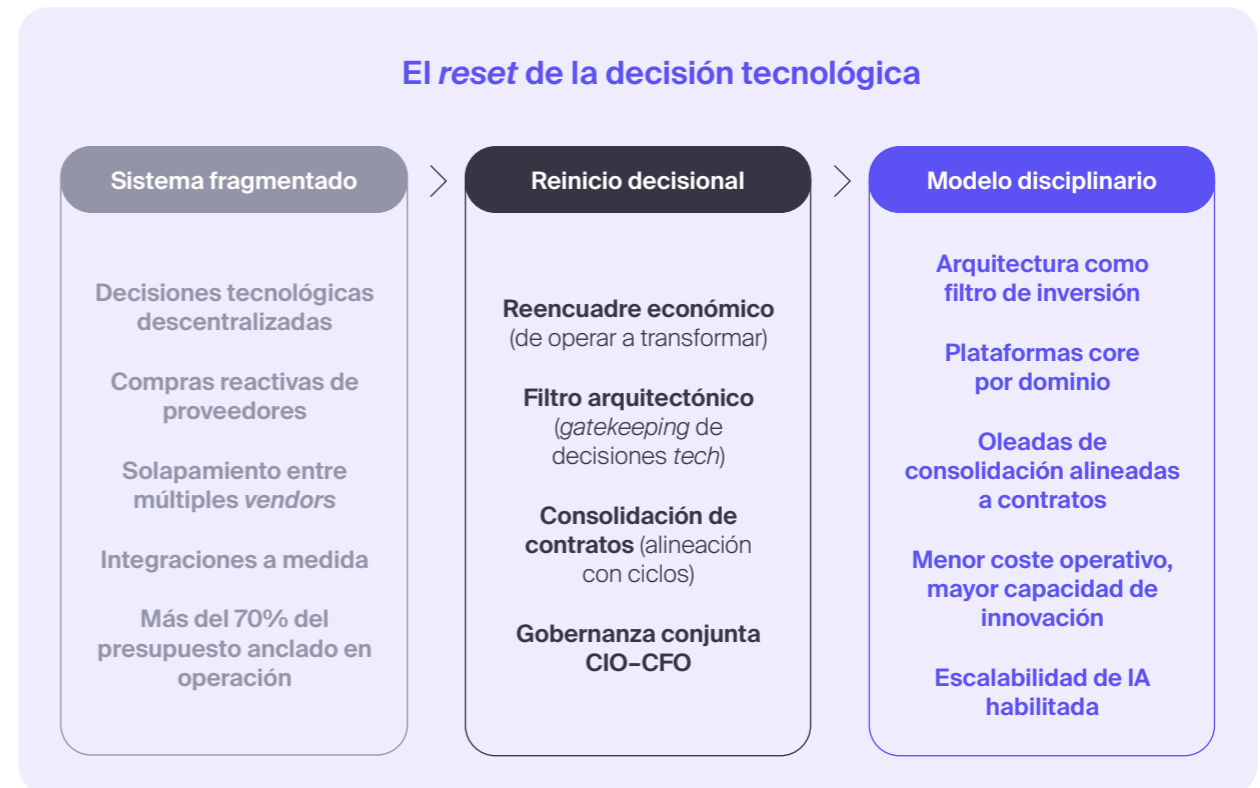 El reset de la decisión tecnológica
Sistema fragmentado
Decisiones tecnológicas
descentralizadas
Compras reactivas de
proveedores
Solapamiento entre
múltiples vendors
Integraciones a medida
Más del 70% del
presupuesto anclado en
operación
Reinicio decisional
Reencuadre económico
(de operar a transformar)
Filtro arquitectónico
(gatekeeping de
decisiones tech)
Consolidación de
contratos (alineación
con ciclos)
Gobernanza conjunta
CIO–CFO
Modelo disciplinario
Arquitectura como
filtro de inversión
Plataformas core
por dominio
Oleadas de
consolidación alineadas
a contratos
Menor coste operativo,
mayor capacidad de
innovación
Escalabilidad de IA
habilitada